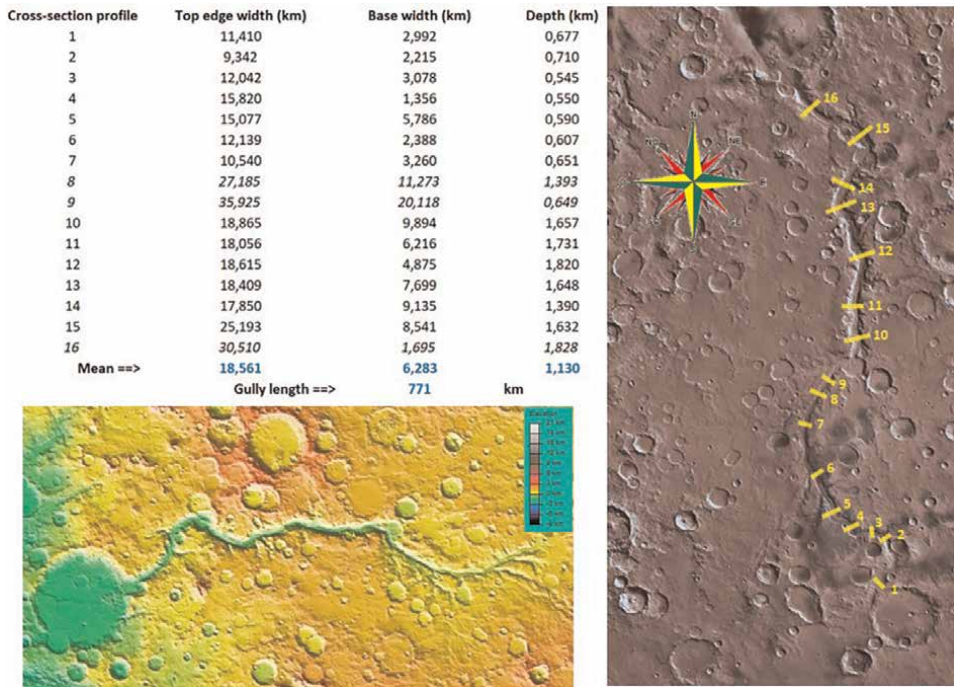 Cross-section profile Top edge width (km) Base width (km) Depth (km)
1 11,410 2,992 0,677
2 9,342 2,215 0,710
3 12,042 3,078 0,545
4 15,820 1,356 0,550
5 15,077 5,786 0,590
6 12,139 2,388 0,607
7 10,540 3,260 0,651
8 27,185 11,273 1,393
9 35,925 20,118 0,649
10 18,865 9,894 1,657
11 18,056 6,216 1,731
12 18,615 4,875 1,820
13 18,409 7,699 1,648
14 17,850 9,135 1,390
15 25,193 8,541 1,632
16 30,510 1,695 1,828
Mean ==> 18,561 6,283 1,130
Gully length ==> 771 km
Elevation
16
15
N
NE
14
13
SE
12
11
10
9
8
7
6
5
4
3
2
1